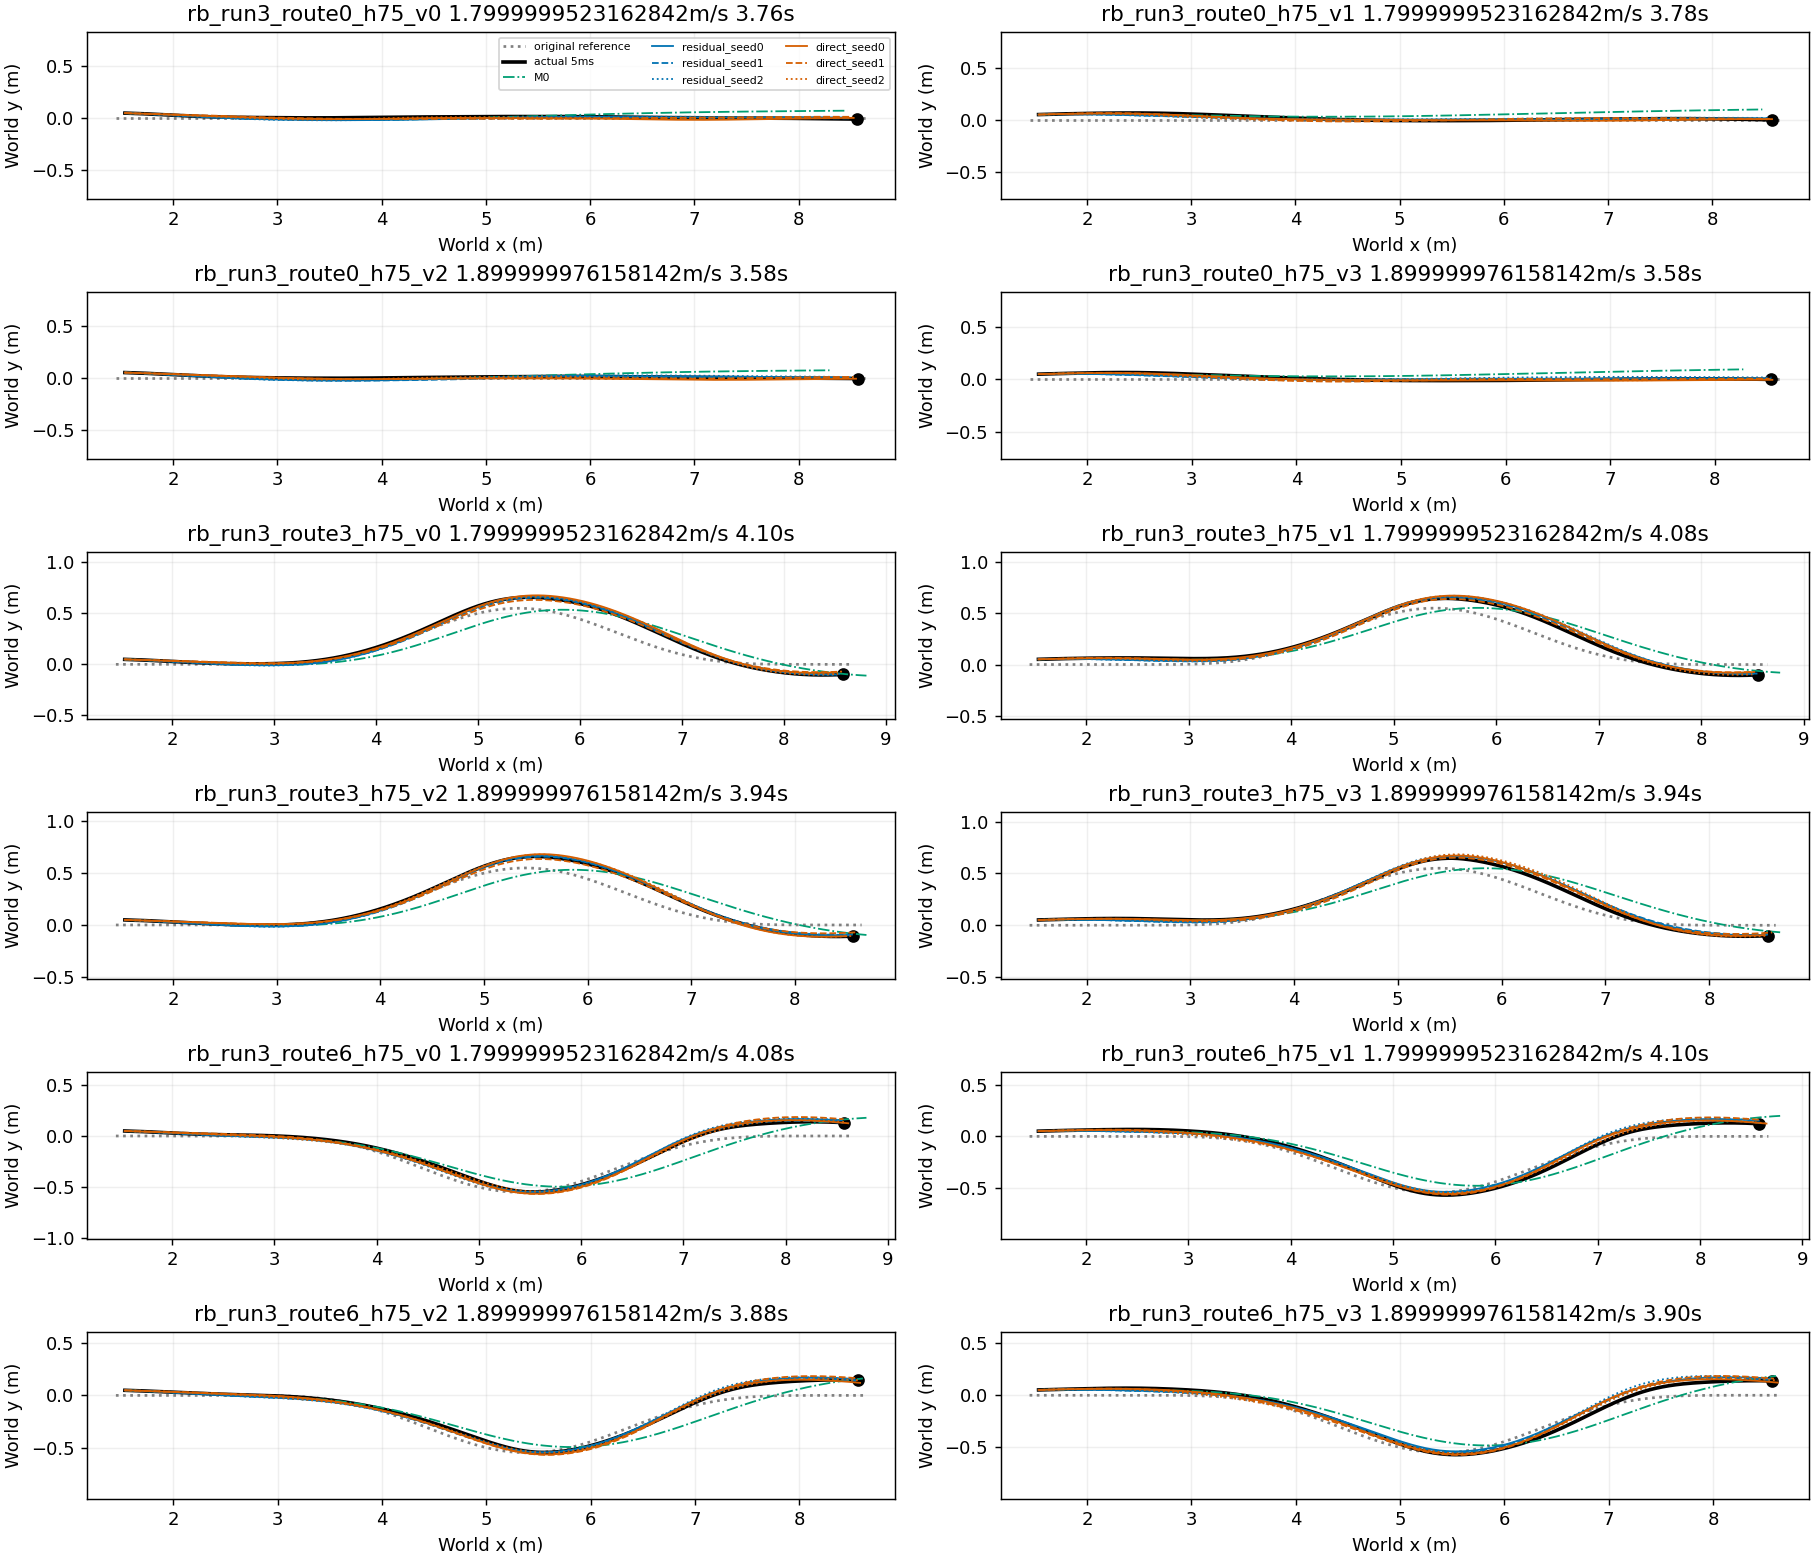 rb_run3_route0_h75_v0 1.7999999523162842m/s 3.76s
original reference
actual 5ms
M0
residual_seed0
residual_seed1
residual_seed2
direct_seed0
direct_seed1
direct_seed2
World y (m)
0.5
0.0
−0.5
2 3 4 5 6 7 8
World x (m)
rb_run3_route0_h75_v1 1.7999999523162842m/s 3.78s
World y (m)
0.5
0.0
−0.5
2 3 4 5 6 7 8
World x (m)
rb_run3_route0_h75_v2 1.899999976158142m/s 3.58s
World y (m)
0.5
0.0
−0.5
2 3 4 5 6 7 8
World x (m)
rb_run3_route0_h75_v3 1.899999976158142m/s 3.58s
World y (m)
0.5
0.0
−0.5
2 3 4 5 6 7 8
World x (m)
rb_run3_route3_h75_v0 1.7999999523162842m/s 4.10s
World y (m)
1.0
0.5
0.0
−0.5
2 3 4 5 6 7 8 9
World x (m)
rb_run3_route3_h75_v1 1.7999999523162842m/s 4.08s
World y (m)
1.0
0.5
0.0
−0.5
2 3 4 5 6 7 8 9
World x (m)
rb_run3_route3_h75_v2 1.899999976158142m/s 3.94s
World y (m)
1.0
0.5
0.0
−0.5
2 3 4 5 6 7 8
World x (m)
rb_run3_route3_h75_v3 1.899999976158142m/s 3.94s
World y (m)
1.0
0.5
0.0
−0.5
2 3 4 5 6 7 8
World x (m)
rb_run3_route6_h75_v0 1.7999999523162842m/s 4.08s
World y (m)
0.5
0.0
−0.5
−1.0
2 3 4 5 6 7 8 9
World x (m)
rb_run3_route6_h75_v1 1.7999999523162842m/s 4.10s
World y (m)
0.5
0.0
−0.5
2 3 4 5 6 7 8 9
World x (m)
rb_run3_route6_h75_v2 1.899999976158142m/s 3.88s
World y (m)
0.5
0.0
−0.5
2 3 4 5 6 7 8
World x (m)
rb_run3_route6_h75_v3 1.899999976158142m/s 3.90s
World y (m)
0.5
0.0
−0.5
2 3 4 5 6 7 8
World x (m)